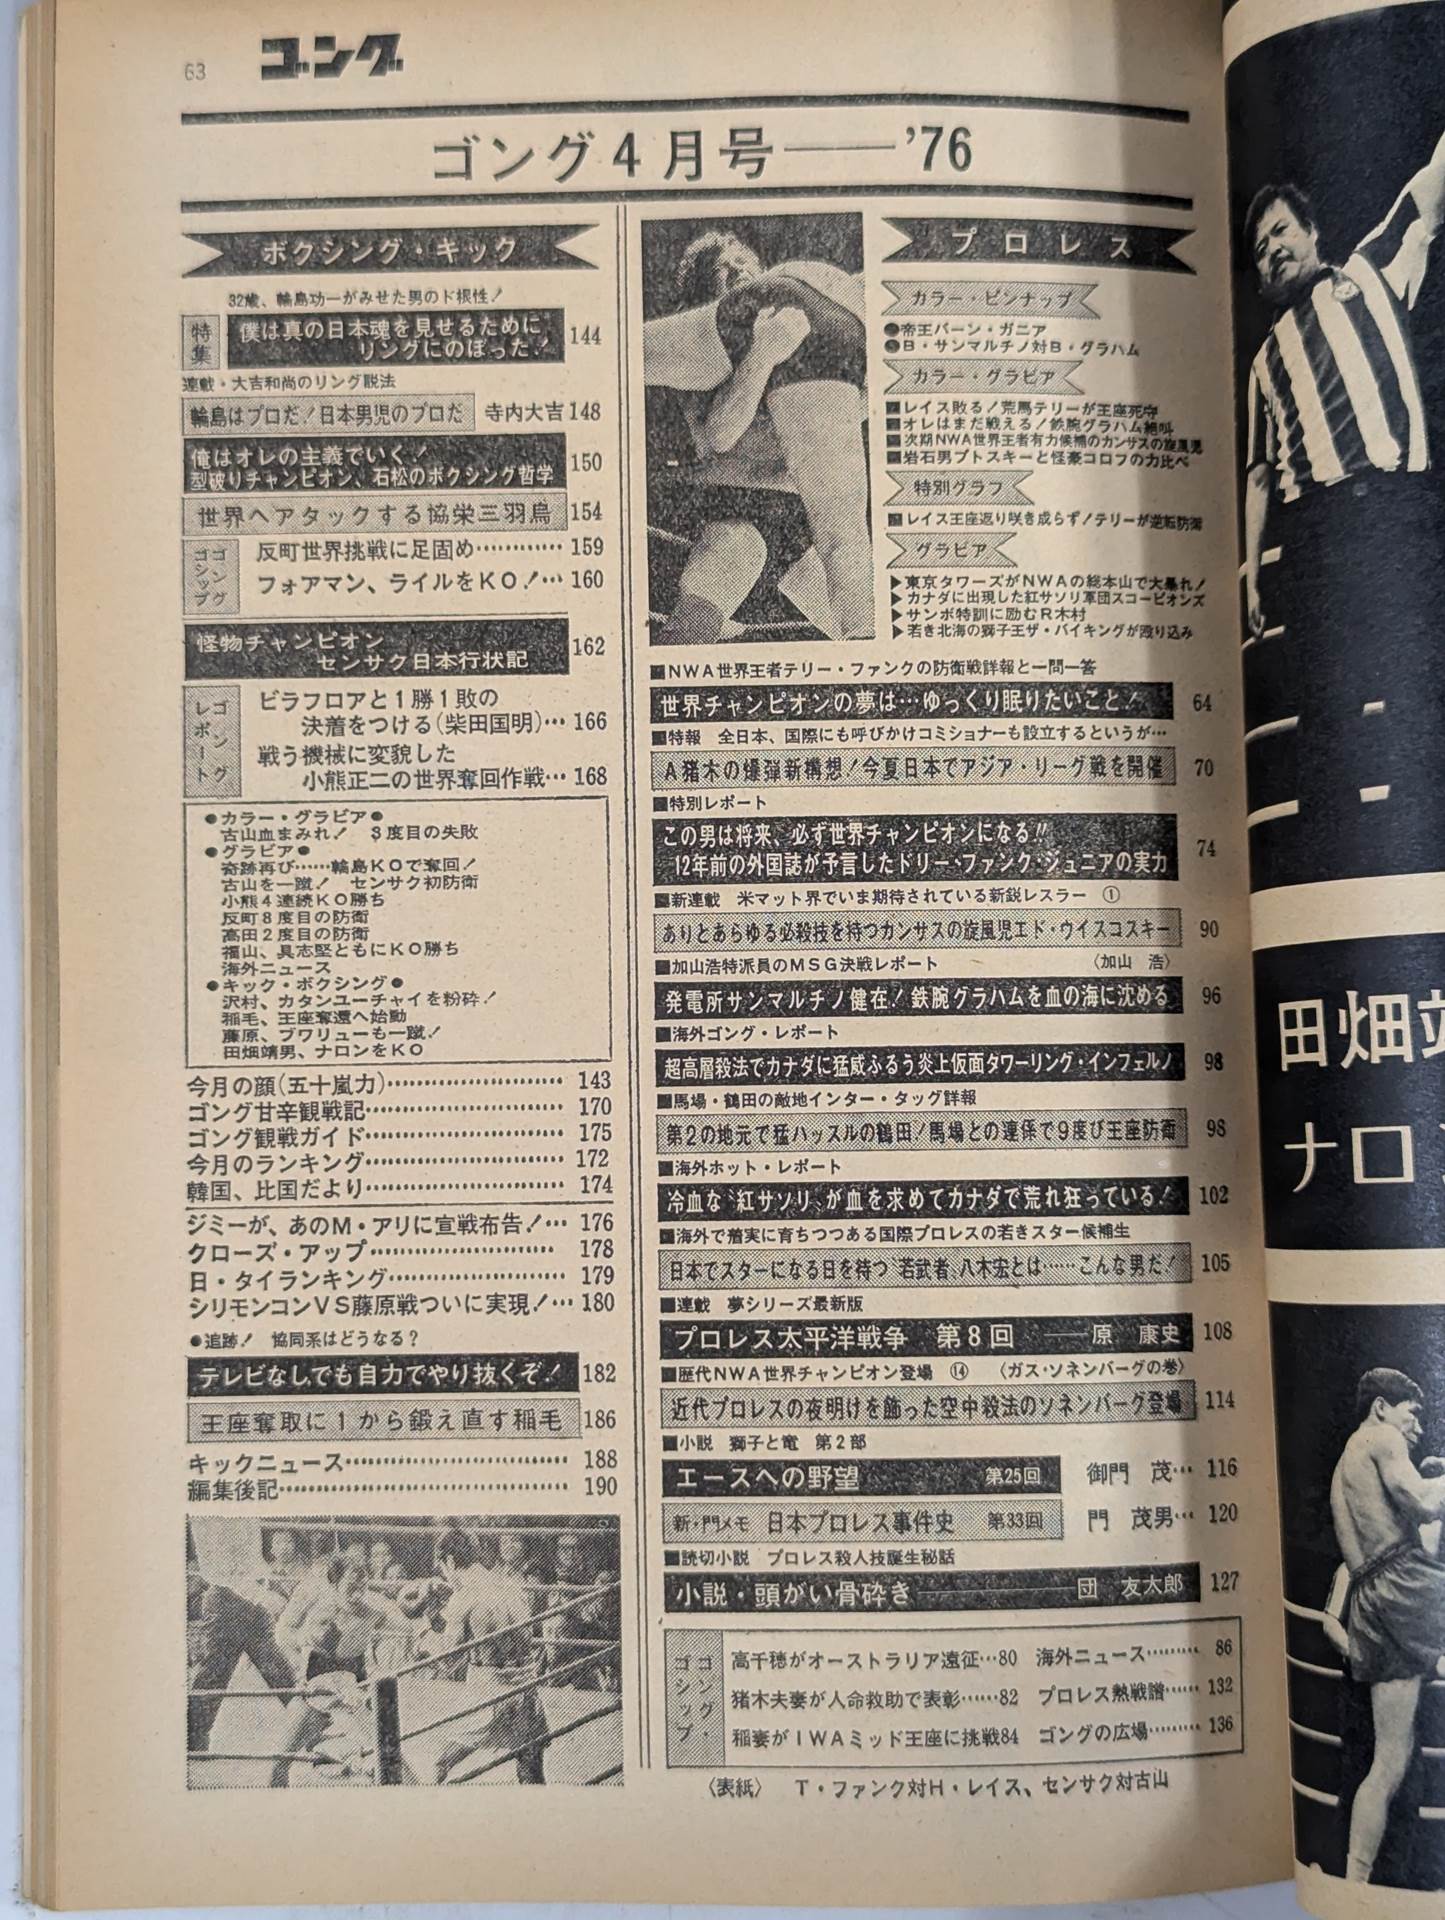 63
ゴング
ゴング4月号——'76
ボクシング・キック
32歳、輪島功一がみせた男のド根性!
特集
僕は真の日本魂を見せるために
リングにのぼった! 144
連載・大吉和尚のリング説法
輪島はプロだ!日本男児のプロだ 寺内大吉 148
俺はオレの主義でいく!
型破りチャンピオン、石松のボクシング哲学 150
世界へアタックする協栄三羽烏 154
ゴング
ゴシップ
反町世界挑戦に足固め………… 159
フォアマン、ライルをKO!… 160
怪物チャンピオン
センサク日本行状記 162
ゴング
レポート
ビラフロアと1勝1敗の
決着をつける(柴田国明)… 166
戦う機械に変貌した
小熊正二の世界奪回作戦… 168
●カラー・グラビア●
古山血まみれ! 3度目の失敗
●グラビア●
奇跡再び……輪島KOで奪回!
古山を一蹴! センサク初防衛
小熊4連続KO勝ち
反町8度目の防衛
高田2度目の防衛
福山、具志堅ともにKO勝ち
海外ニュース
●キック・ボクシング●
沢村、カタンユーチャイを粉砕!
稲毛、王座奪還へ始動
藤原、プワリューも一蹴!
田畑靖男、ナロンをKO
今月の顔(五十嵐力)……………… 143
ゴング甘辛観戦記……………… 170
ゴング観戦ガイド……………… 175
今月のランキング……………… 172
韓国、比国だより……………… 174
ジミーが、あのM・アリに宣戦布告!… 176
クローズ・アップ……………… 178
日・タイランキング……………… 179
シリモンコンVS藤原戦ついに実現!… 180
●追跡! 協同系はどうなる?
テレビなしでも自力でやり抜くぞ! 182
王座奪取に1から鍛え直す稲毛 186
キックニュース……………… 188
編集後記……………… 190
プロレス
カラー・ピンナップ
●帝王バーン・ガニア
●B・サンマルチノ対B・グラハム
カラー・グラビア
■レイス敗る!荒馬テリーが王座死守
■オレはまだ戦える!鉄腕グラハム絶叫
■次期NWA世界王者有力候補のカンサスの旋風児
■岩石男ブトスキーと怪豪コロフの力比べ
特別グラフ
■レイス王座返り咲き成らず!テリーが逆転防衛
グラビア
▶東京タワーズがNWAの総本山で大暴れ!
▶カナダに出現した紅サソリ軍団スコーピオンズ
▶サンボ特訓に励むR木村
▶若き北海の獅子王ザ・バイキングが殴り込み
■NWA世界王者テリー・ファンクの防衛戦詳報と一問一答
世界チャンピオンの夢は…ゆっくり眠りたいこと! 64
■特報 全日本、国際にも呼びかけコミショナーも設立するというが…
A猪木の爆弾新構想!今夏日本でアジア・リーグ戦を開催 70
■特別レポート
この男は将来、必ず世界チャンピオンになる!!
12年前の外国誌が予言したドリー・ファンク・ジュニアの実力 74
■新連載 米マット界でいま期待されている新鋭レスラー ①
ありとあらゆる必殺技を持つカンサスの旋風児エド・ウイスコスキー 90
■加山浩特派員のMSG決戦レポート 〈加山 浩〉
発電所サンマルチノ健在!鉄腕グラハムを血の海に沈める 96
■海外ゴング・レポート
超高層殺法でカナダに猛威ふるう炎上仮面タワーリング・インフェルノ 98
■馬場・鶴田の敵地インター・タッグ詳報
第2の地元で猛ハッスルの鶴田!馬場との連係で9度び王座防衛 98
■海外ホット・レポート
冷血な〝紅サソリ〟が血を求めてカナダで荒れ狂っている! 102
■海外で着実に育ちつつある国際プロレスの若きスター候補生
日本でスターになる日を待つ〝若武者〟八木宏とは……こんな男だ! 105
■連載 夢シリーズ最新版
プロレス太平洋戦争 第8回 ——原 康史 108
■歴代NWA世界チャンピオン登場 ⑭ 〈ガス・ソネンバーグの巻〉
近代プロレスの夜明けを飾った空中殺法のソネンバーグ登場 114
■小説 獅子と竜 第2部
エースへの野望 第25回 御門 茂… 116
新・門メモ 日本プロレス事件史 第33回 門 茂男… 120
■読切小説 プロレス殺人技誕生秘話
小説・頭がい骨砕き————団 友太郎 127
ゴング・
ゴシップ
高千穂がオーストラリア遠征…80 海外ニュース……… 86
猪木夫妻が人命救助で表彰……82 プロレス熱戦譜…… 132
稲妻がIWAミッド王座に挑戦84 ゴングの広場……… 136
〈表紙〉 T・ファンク対H・レイス、センサク対古山
田畑
ナロン